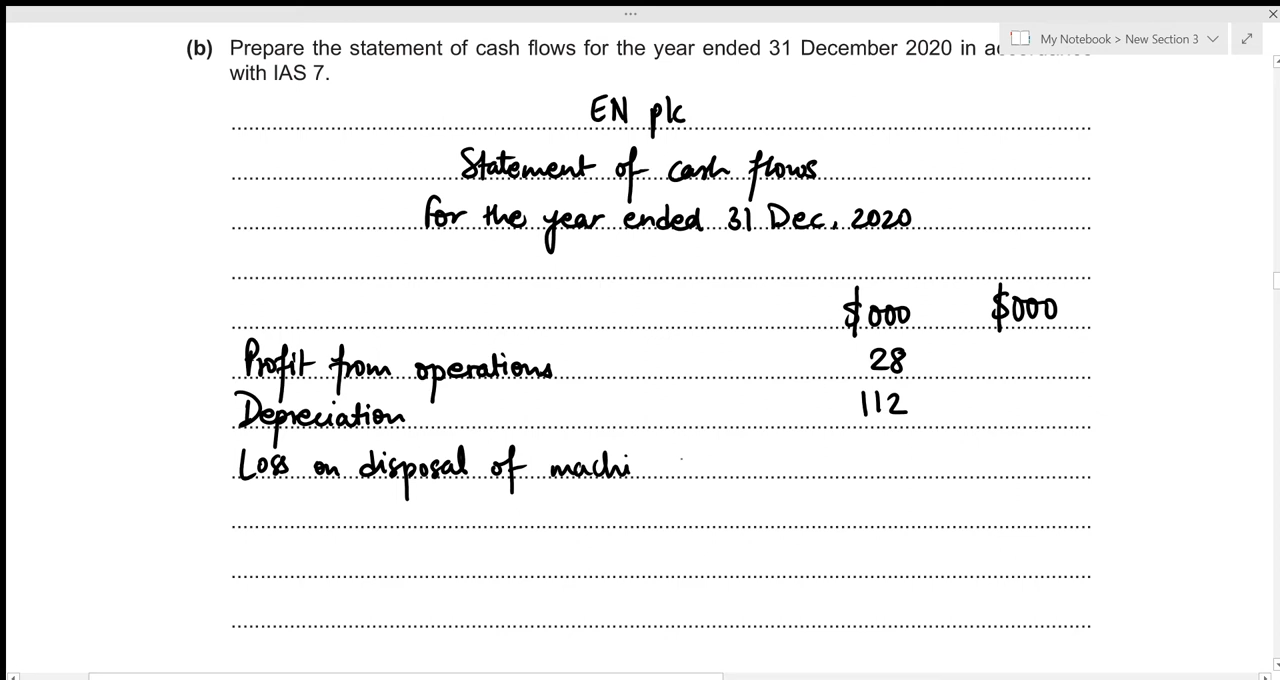 (b) Prepare the statement of cash flows for the year ended 31 December 2020 in
with IAS 7.
My Notebook > New Section 3
EN plc
Statement of cash flows
for the year ended 31 Dec. 2020
$000 $000
Profit from operations 28
Depreciation 112
Loss on disposal of machi